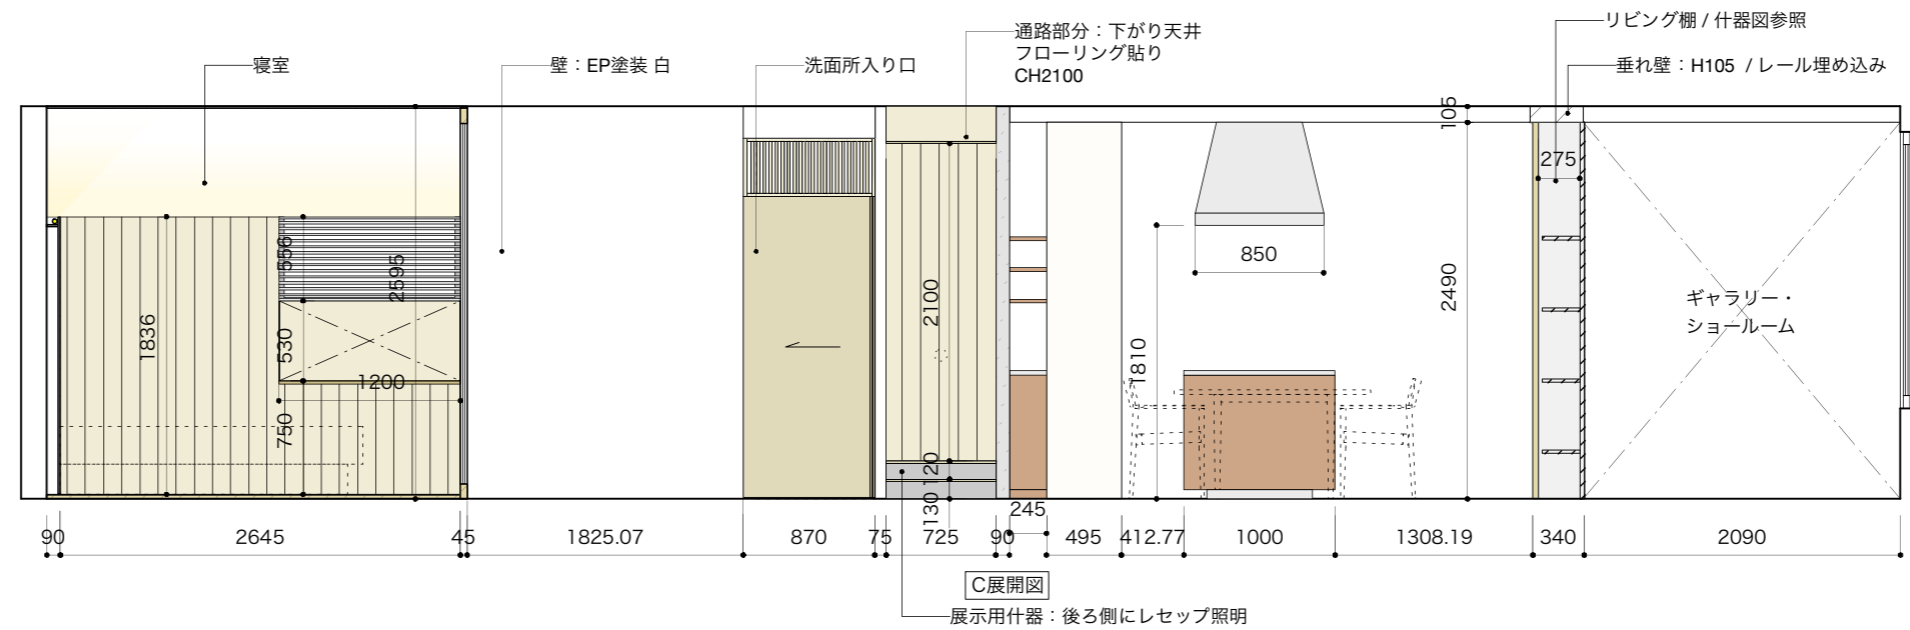 リビング棚 / 什器図参照
通路部分：下がり天井
フローリング貼り
CH2100
寝室
壁：EP塗装 白
洗面所入り口
垂れ壁：H105 / レール埋め込み
105
275
556
2595
850
2100
2490
1836
530
1810
ギャラリー・
ショールーム
1200
750
120
130
245
90
2645
45
1825.07
870
75
725
90
495
412.77
1000
1308.19
340
2090
C展開図
展示用什器：後ろ側にレセップ照明